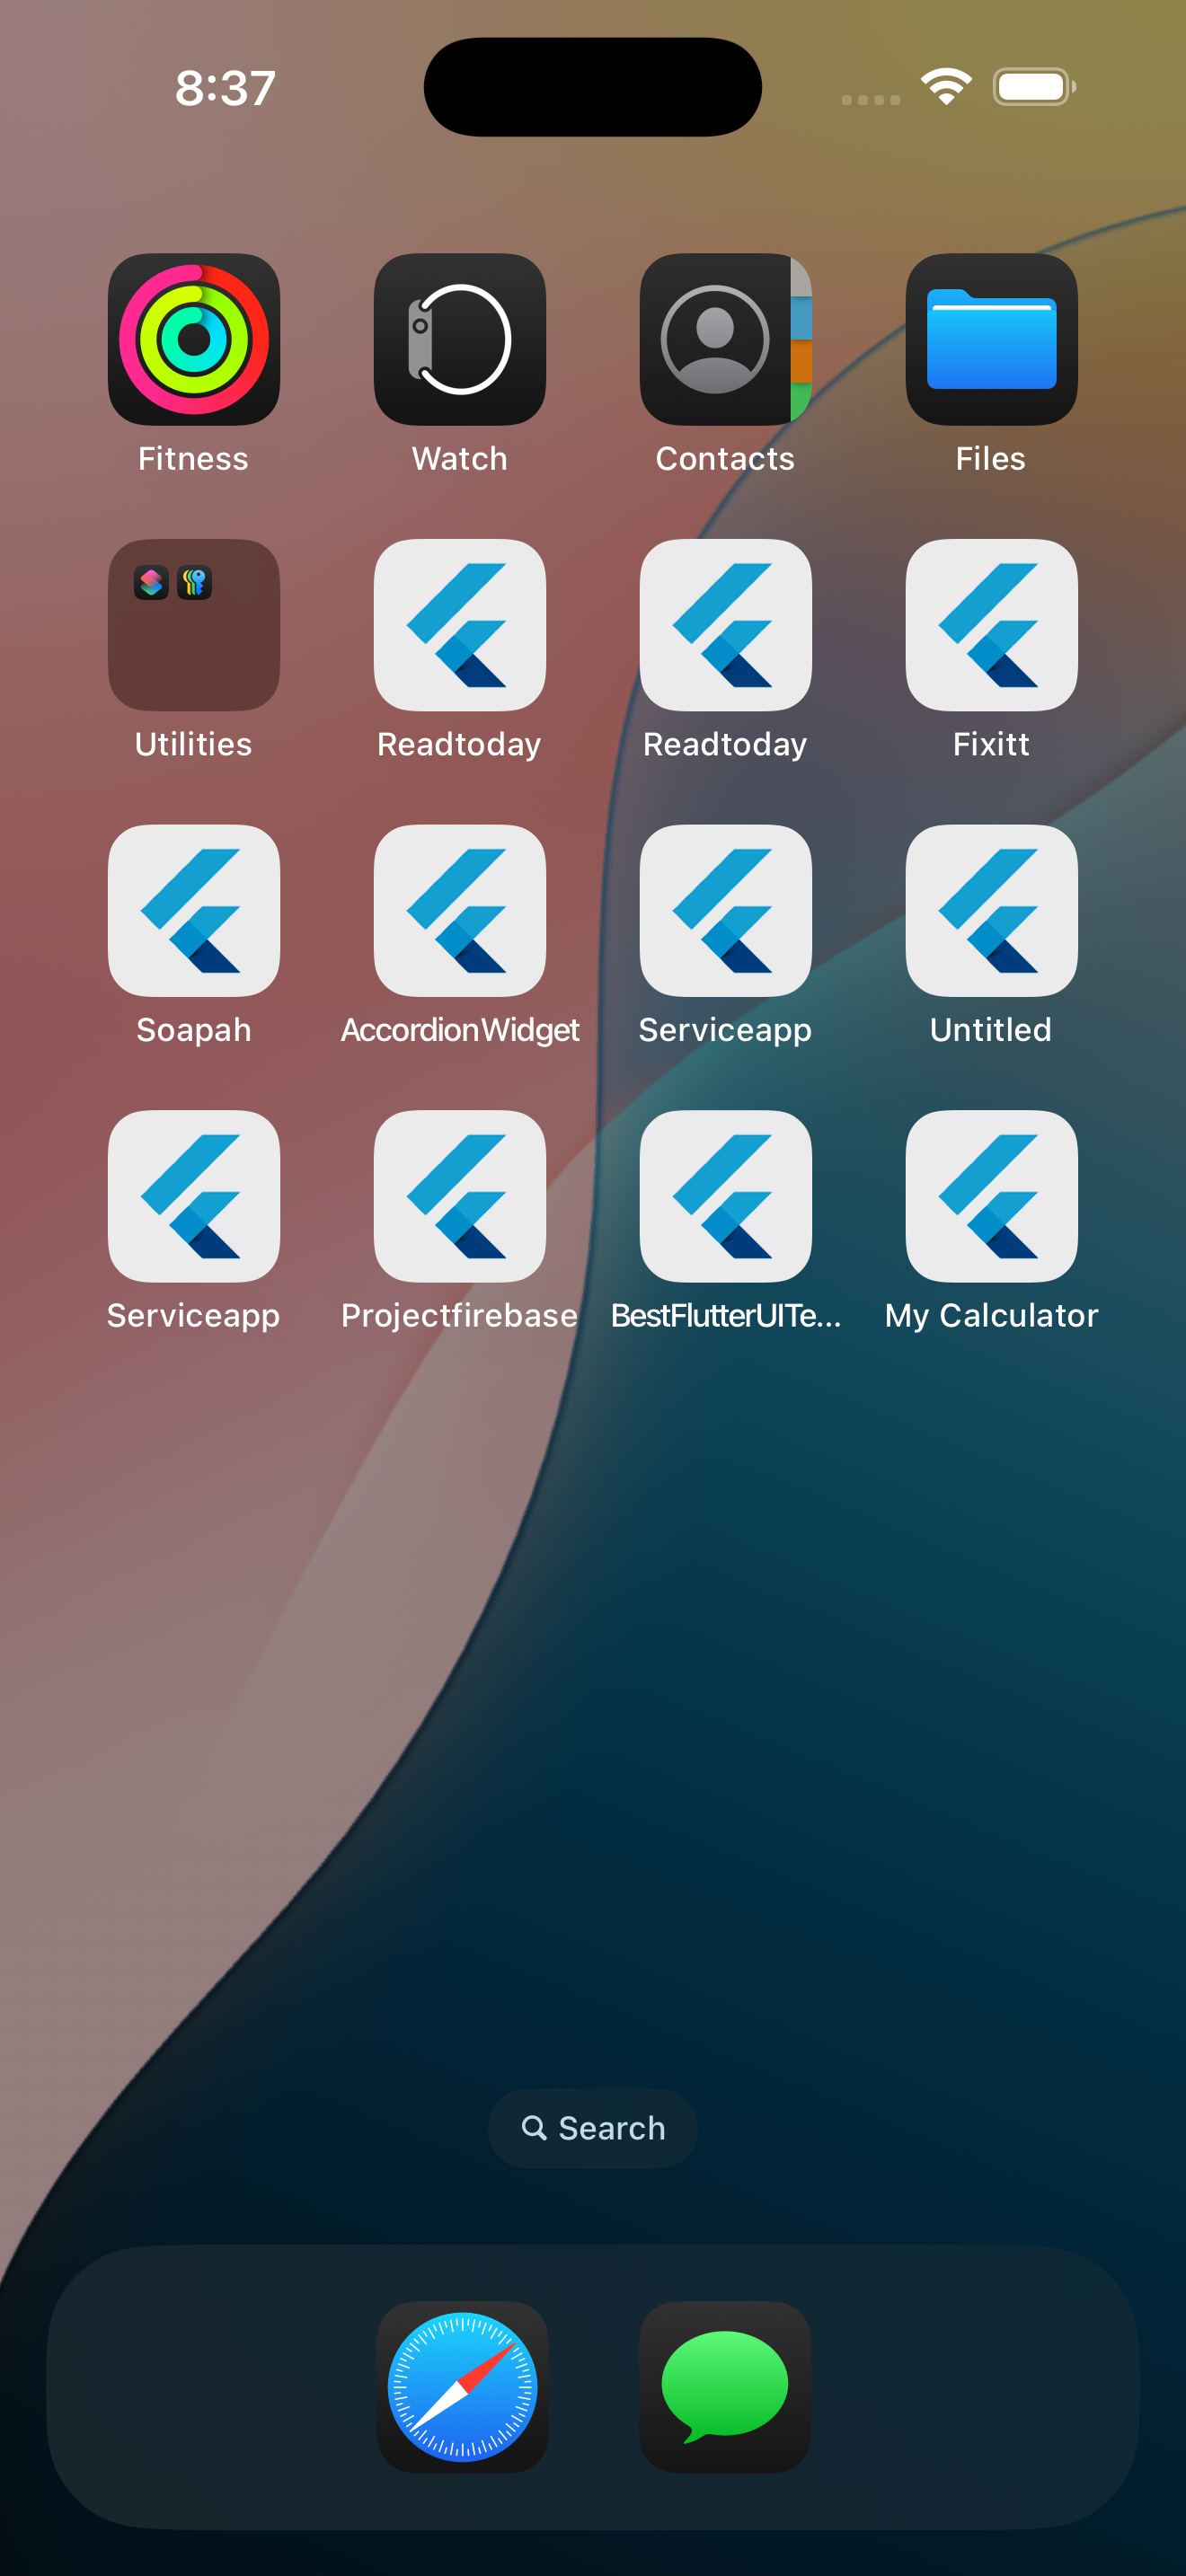 8:37
Fitness
Watch
Contacts
Files
Utilities
Readtoday
Readtoday
Fixitt
Soapah
AccordionWidget
Serviceapp
Untitled
Serviceapp
Projectfirebase
BestFlutterUITe...
My Calculator
Search